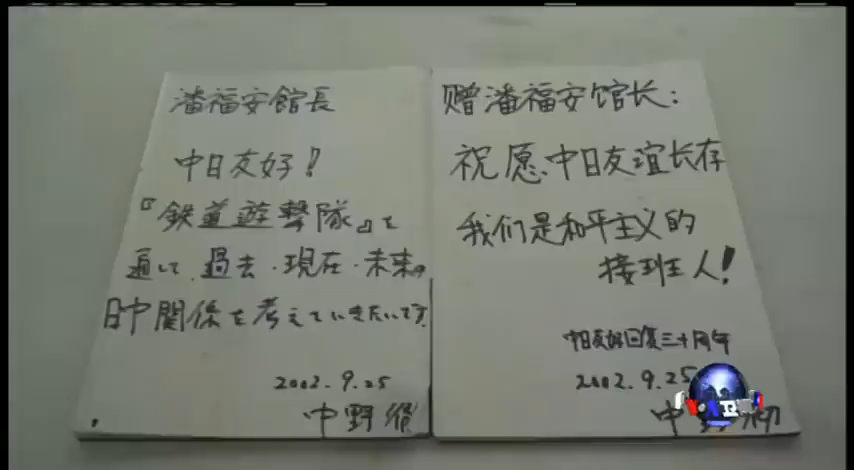 潘福安館長
中日友好!
『鉄道遊撃隊』を
通して、過去・現在・未来の
日中関係を考えていきたいです
2002.9.25
中野
赠潘福安馆长:
祝愿中日友谊长存
我们是和平主义的
接班人!
中日友好回复三十周年
2002.9.25
中